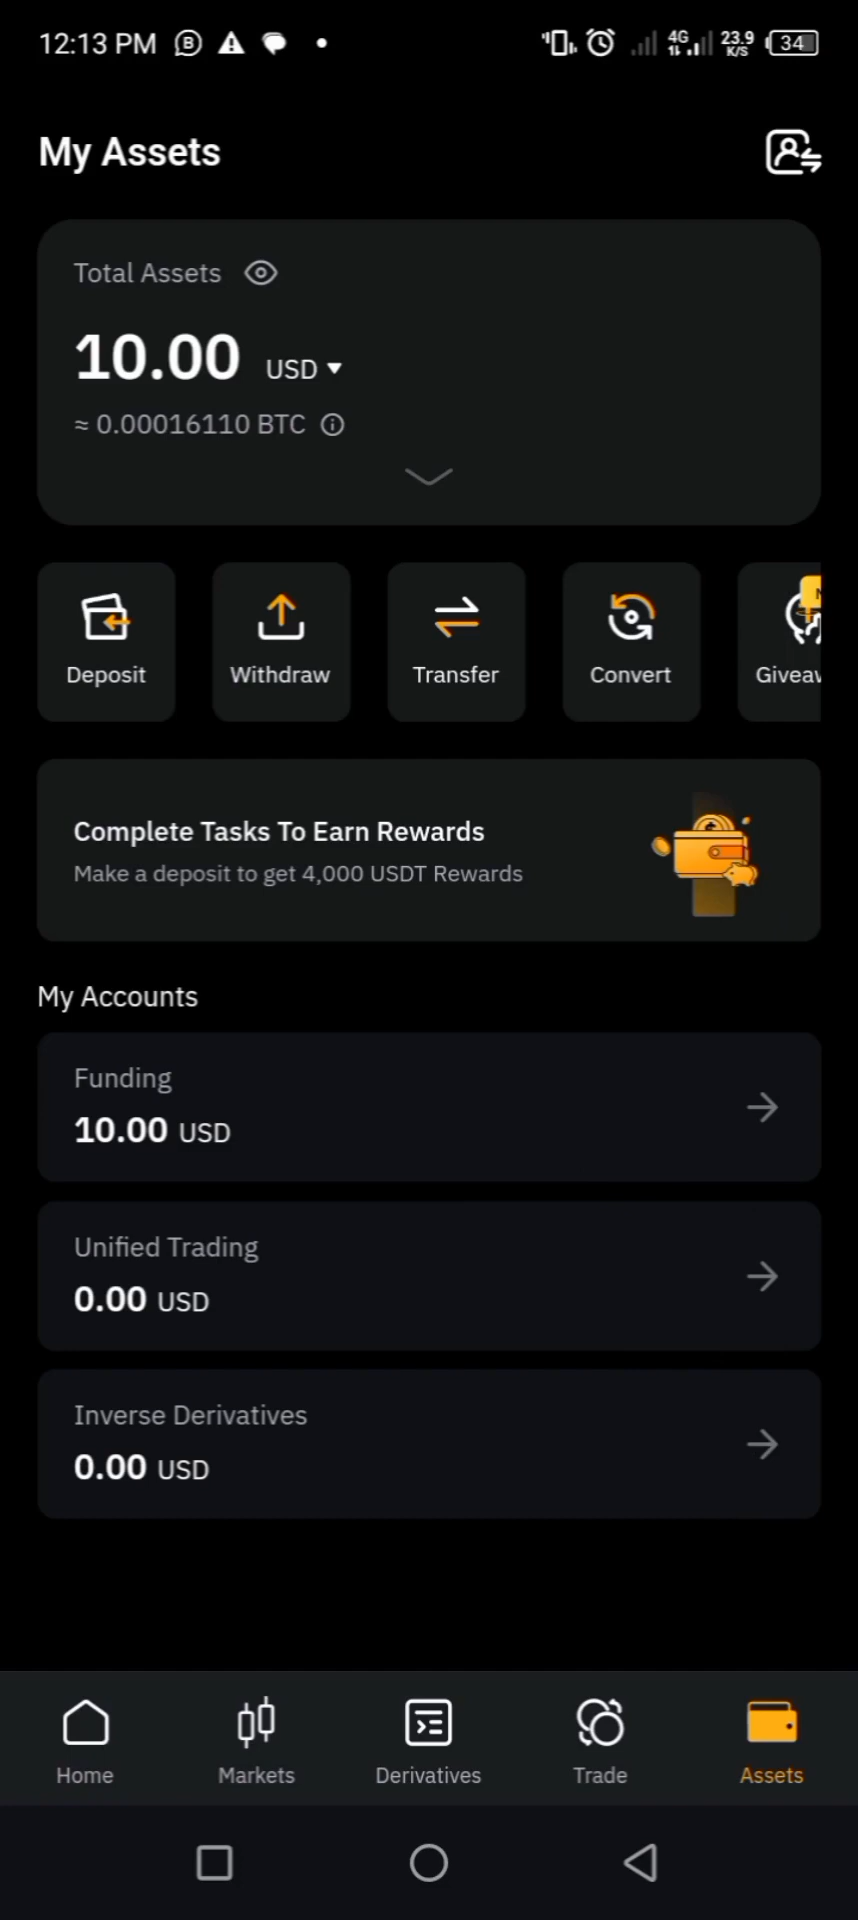 12:13 PM
4G
23.9
K/S
34
My Assets
Total Assets
10.00 USD
≈ 0.00016110 BTC
Deposit
Withdraw
Transfer
Convert
Giveaw
Complete Tasks To Earn Rewards
Make a deposit to get 4,000 USDT Rewards
My Accounts
Funding
10.00 USD
Unified Trading
0.00 USD
Inverse Derivatives
0.00 USD
Home
Markets
Derivatives
Trade
Assets